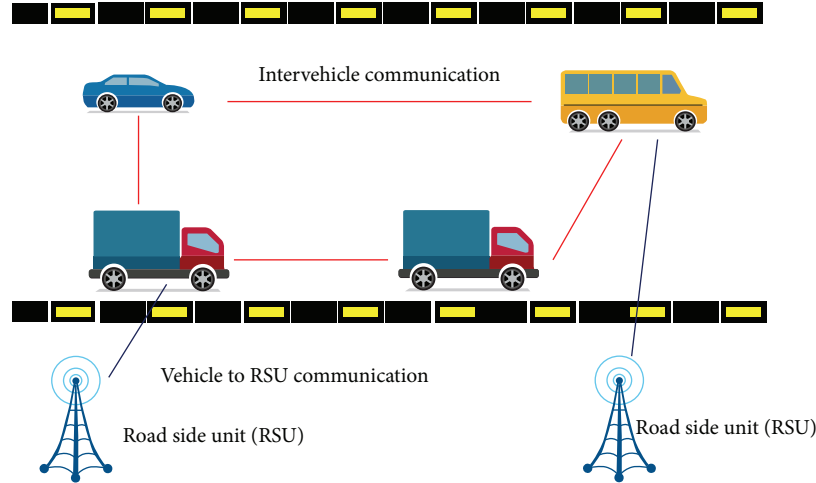 Intervehicle communication
Vehicle to RSU communication
Road side unit (RSU)
Road side unit (RSU)